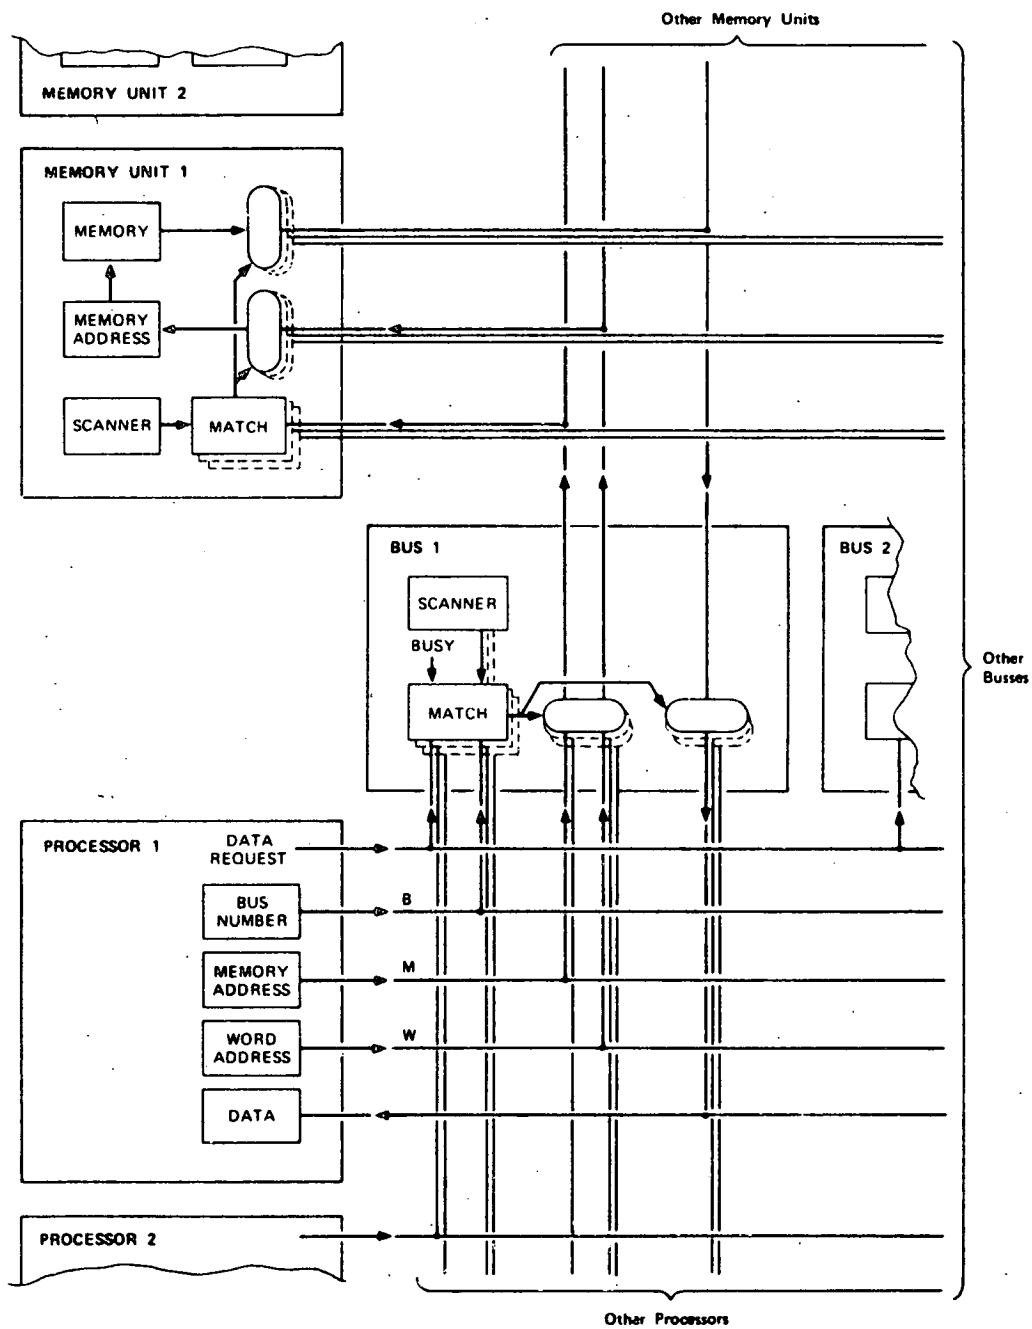 Other Memory Units
MEMORY UNIT 2
MEMORY UNIT 1
MEMORY
MEMORY
ADDRESS
SCANNER
MATCH
BUS 1
BUS 2
SCANNER
BUSY
MATCH
Other
Busses
PROCESSOR 1
DATA
REQUEST
BUS
NUMBER
B
MEMORY
ADDRESS
M
WORD
ADDRESS
W
DATA
PROCESSOR 2
Other Processors